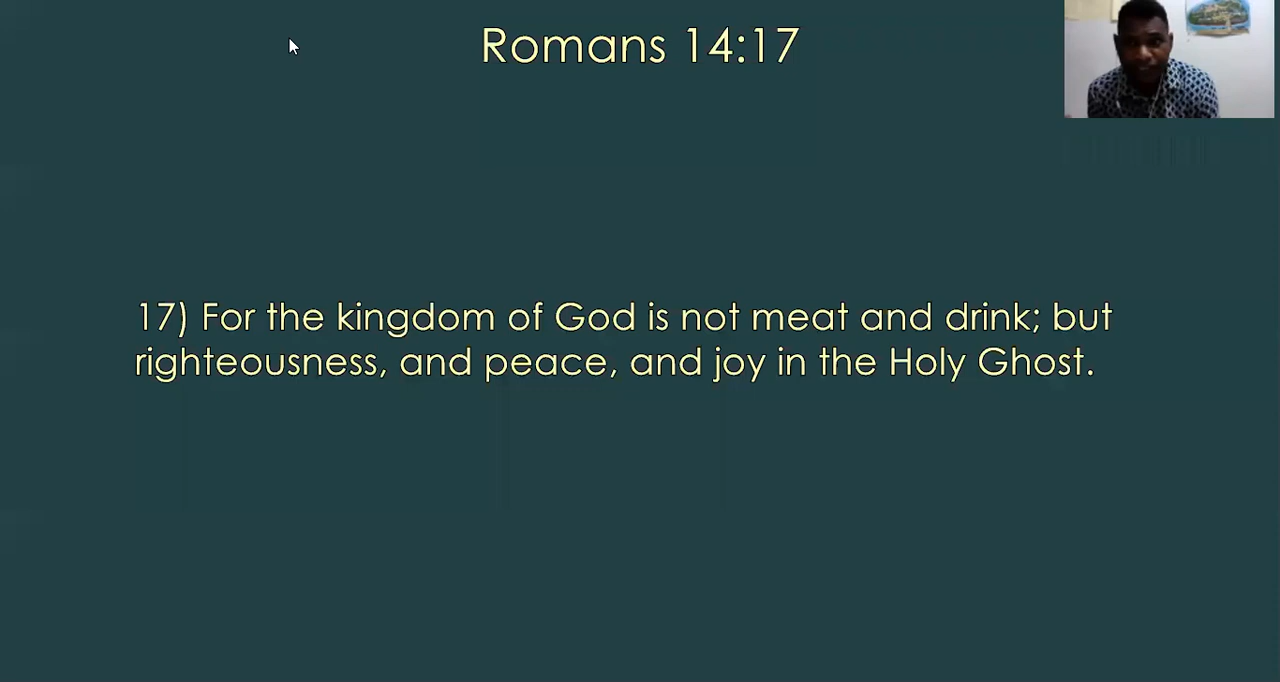 Romans 14:17
17) For the kingdom of God is not meat and drink; but
righteousness, and peace, and joy in the Holy Ghost.